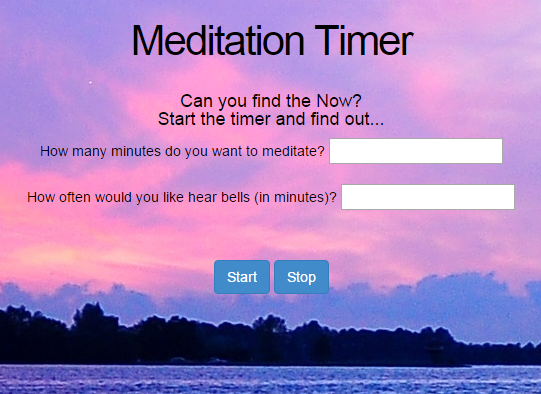 Meditation Timer
Can you find the Now?
Start the timer and find out...
How many minutes do you want to meditate?
How often would you like hear bells (in minutes)?
Start Stop